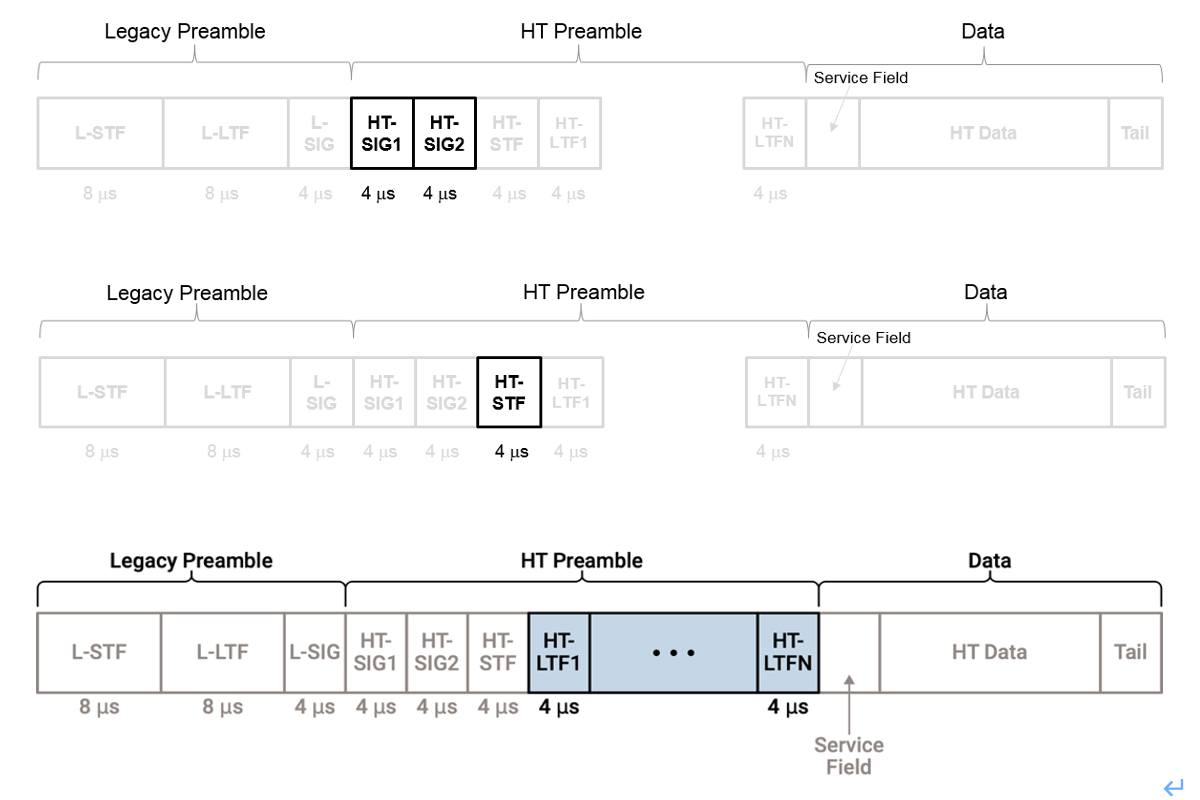 Legacy Preamble HT Preamble Data
Service Field
L-STF L-LTF L- SIG HT- SIG1 HT- SIG2 HT- STF HT- LTF1 HT- LTFN HT Data Tail
8 μs 8 μs 4 μs 4 μs 4 μs 4 μs 4 μs 4 μs
Legacy Preamble HT Preamble Data
Service Field
L-STF L-LTF L- SIG HT- SIG1 HT- SIG2 HT- STF HT- LTF1 HT- LTFN HT Data Tail
8 μs 8 μs 4 μs 4 μs 4 μs 4 μs 4 μs 4 μs
Legacy Preamble HT Preamble Data
L-STF L-LTF L-SIG HT- SIG1 HT- SIG2 HT- STF HT- LTF1 • • • HT- LTFN HT Data Tail
8 μs 8 μs 4 μs 4 μs 4 μs 4 μs 4 μs 4 μs
Service
Field